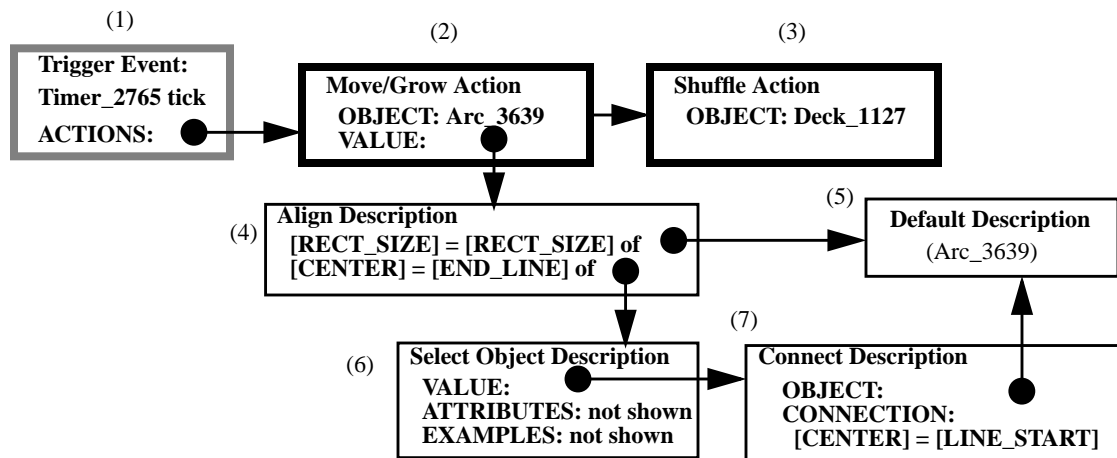 (1)
Trigger Event:
Timer_2765 tick
ACTIONS:
(2)
Move/Grow Action
OBJECT: Arc_3639
VALUE:
(3)
Shuffle Action
OBJECT: Deck_1127
(4)
Align Description
[RECT_SIZE] = [RECT_SIZE] of
[CENTER] = [END_LINE] of
(5)
Default Description
(Arc_3639)
(6)
Select Object Description
VALUE:
ATTRIBUTES: not shown
EXAMPLES: not shown
(7)
Connect Description
OBJECT:
CONNECTION:
[CENTER] = [LINE_START]